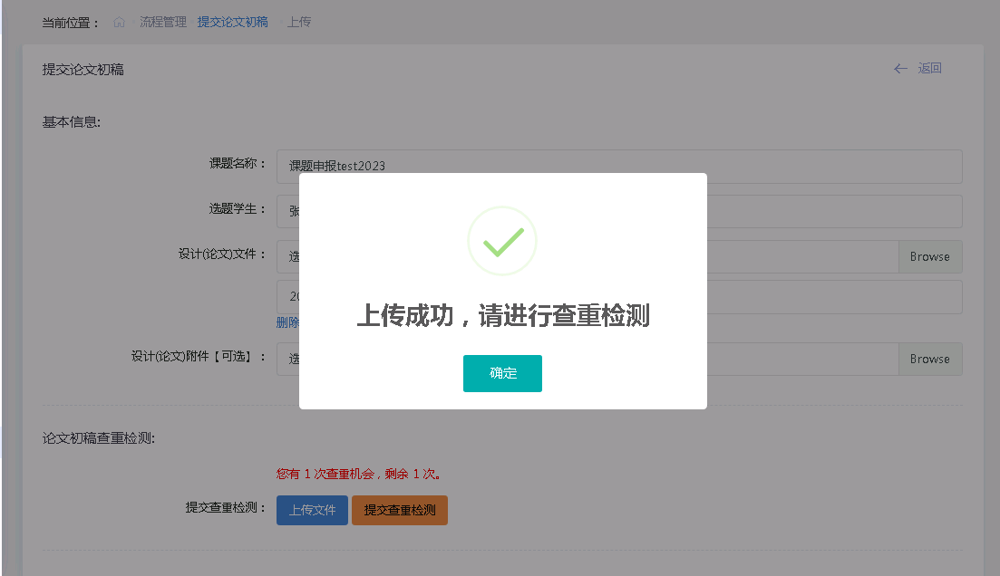 当前位置： 流程管理 提交论文初稿 上传
提交论文初稿
返回
基本信息:
课题名称： 课题申报test2023
选题学生： 张
设计(论文)文件： 选 Browse
20
删除
设计(论文)附件【可选】： 选 Browse
上传成功，请进行查重检测
确定
论文初稿查重检测:
您有 1 次查重机会，剩余 1 次。
提交查重检测： 上传文件 提交查重检测